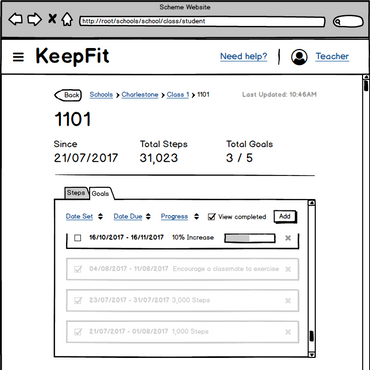 Scheme Website
http://root/schools/school/class/student
KeepFit
Need help?
Teacher
Back
Schools > Charlestone > Class 1 > 1101
Last Updated: 10:46AM
1101
Since Total Steps Total Goals
21/07/2017 31,023 3 / 5
Steps Goals
Date Set Date Due Progress View completed Add
16/10/2017 - 16/11/2017 10% Increase
04/08/2017 - 11/08/2017 Encourage a classmate to exercise
23/07/2017 - 31/07/2017 3,000 Steps
21/07/2017 - 01/08/2017 1,000 Steps